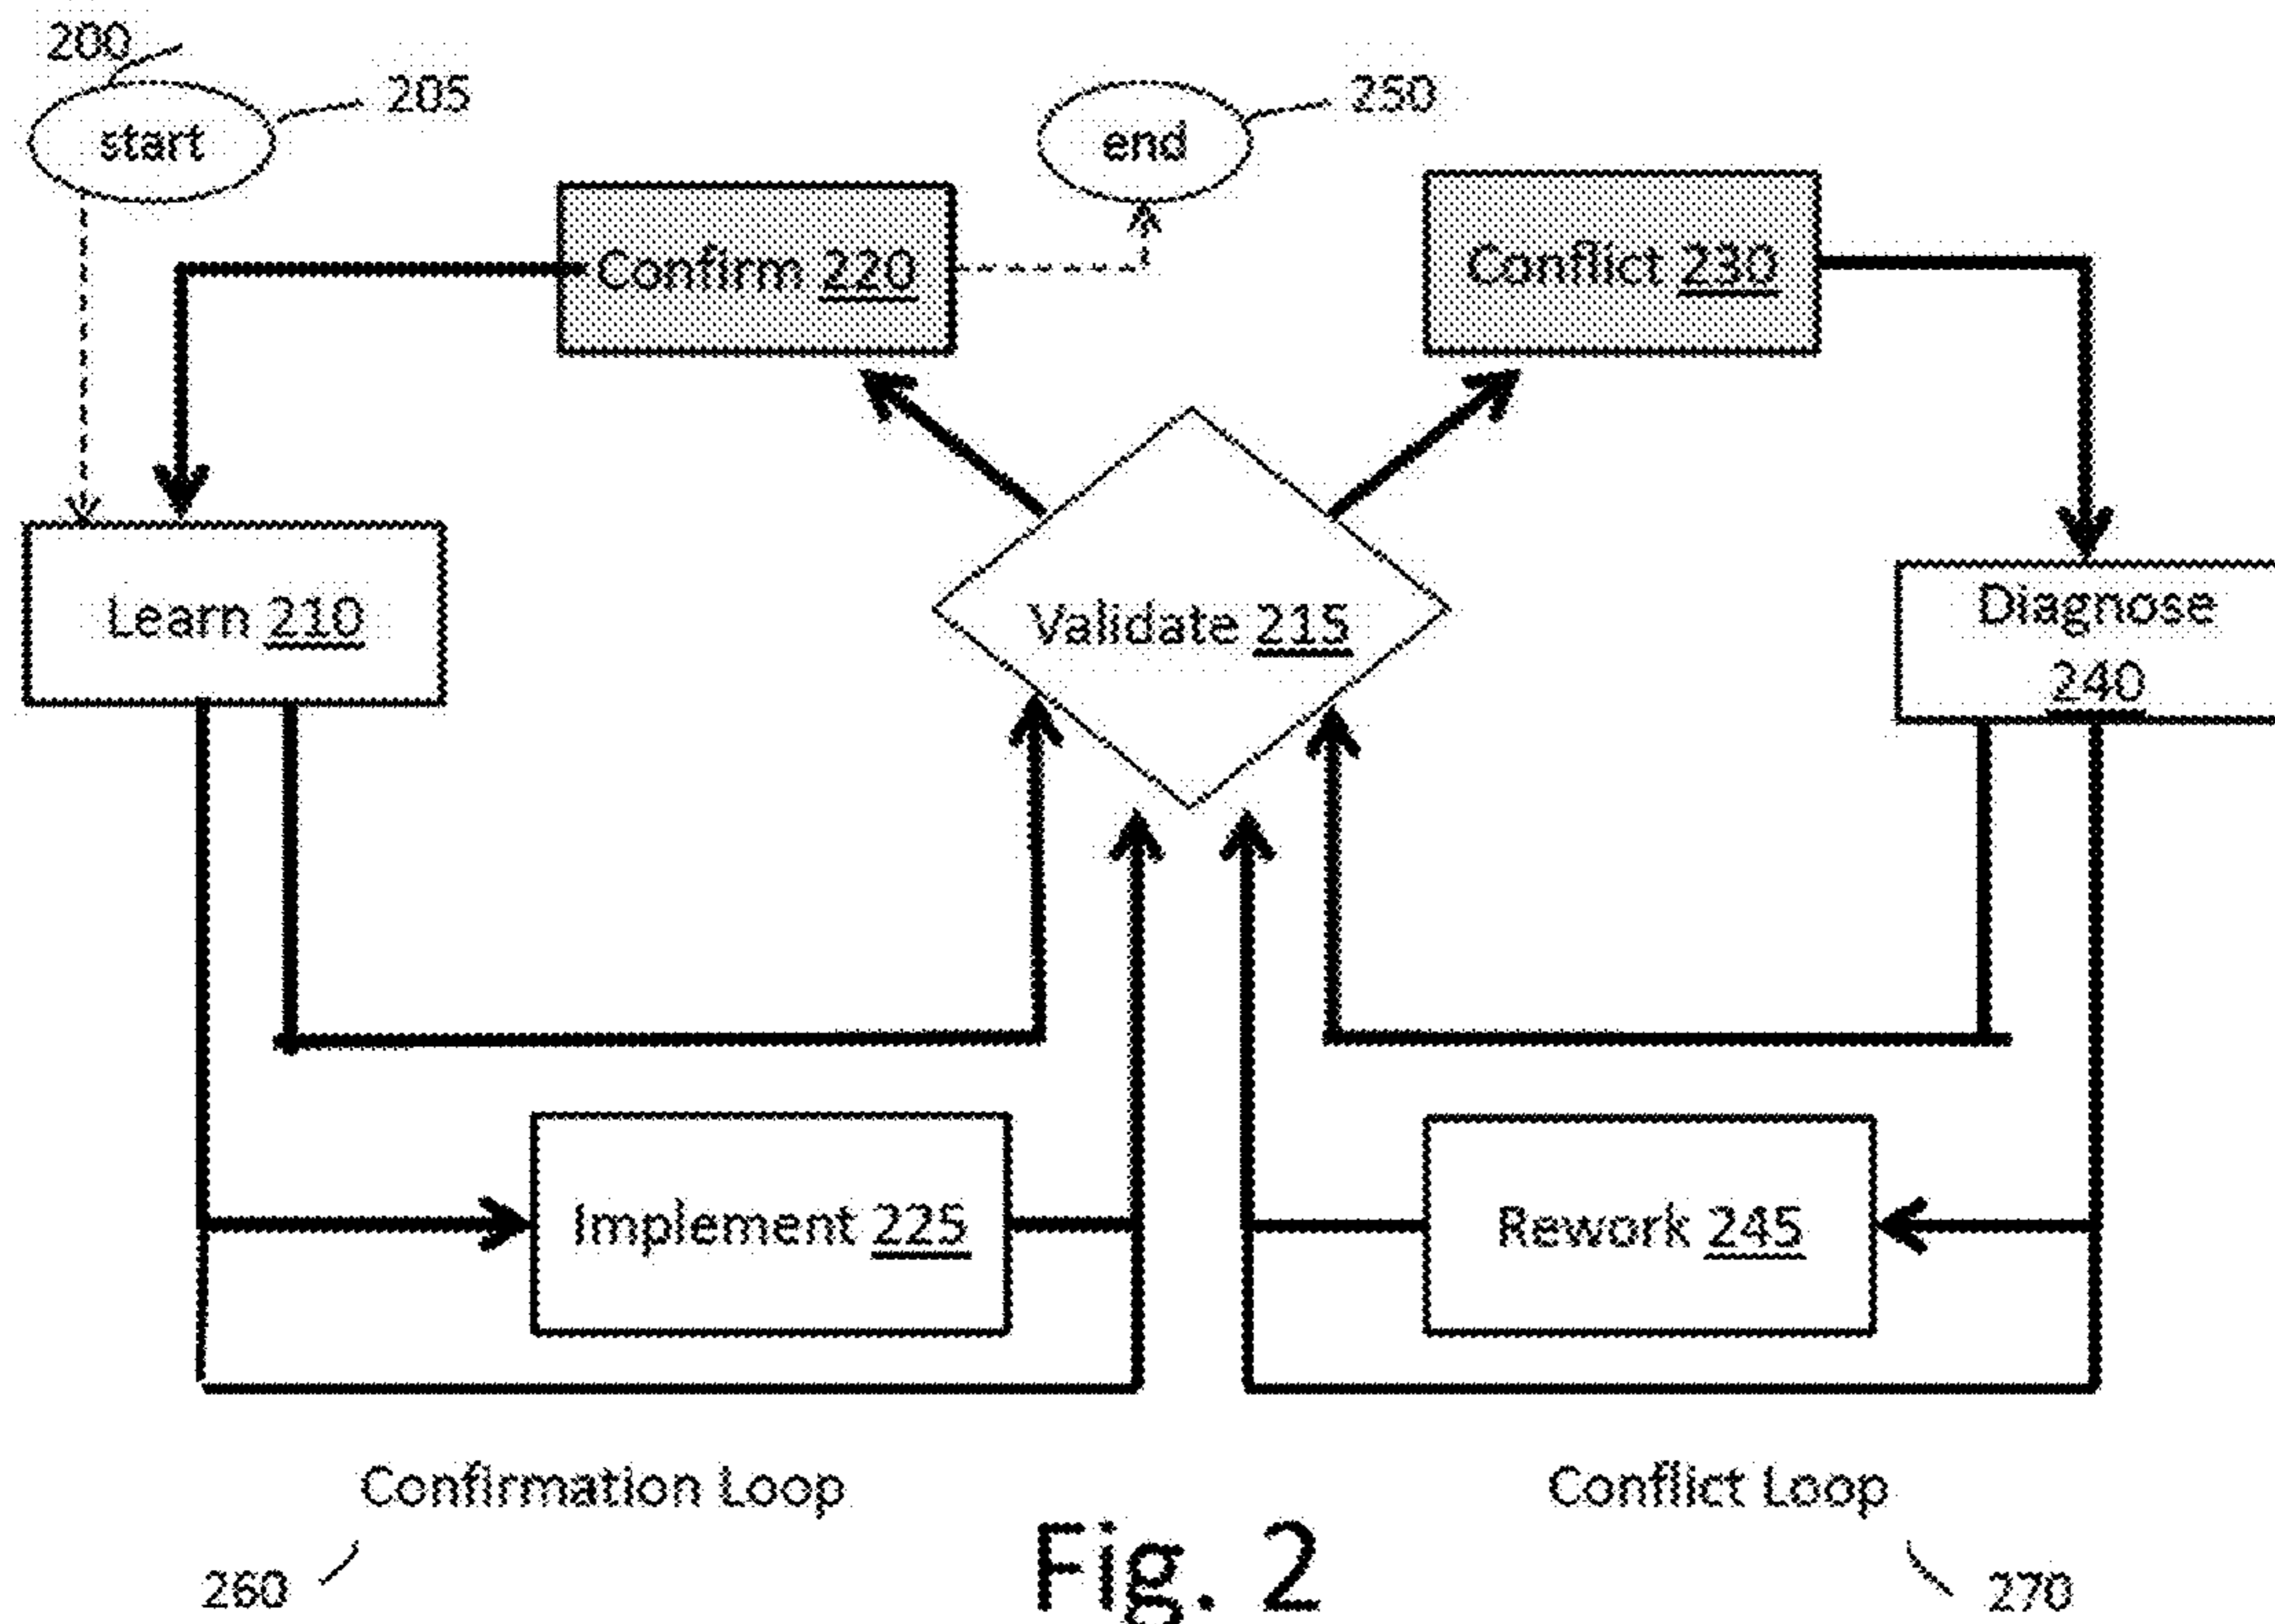 200
205
start
end
250
Confirm 220
Conflict 230
Learn 210
Validate 215
Diagnose
240
Implement 225
Rework 245
Confirmation Loop
Conflict Loop
Fig. 2
260
270